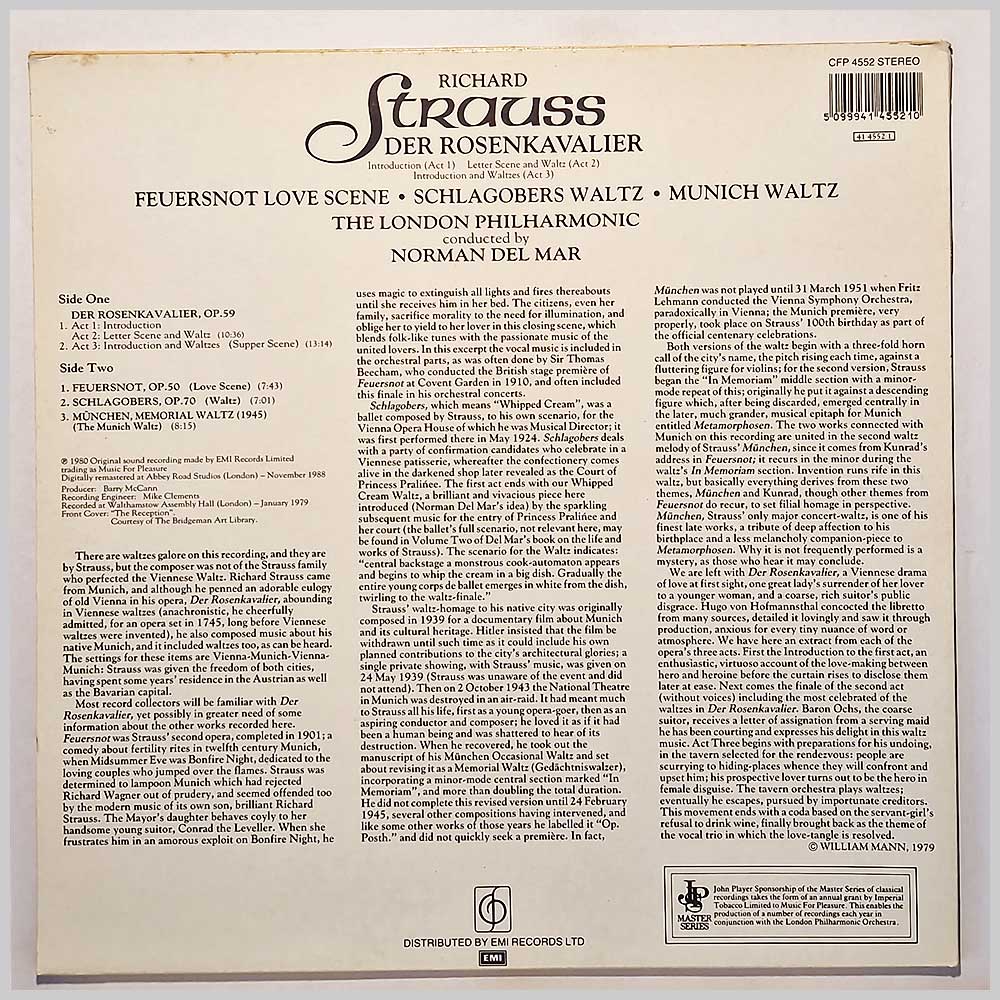 CFP 4552 STEREO
5 099941 455210
41 4552 1
RICHARD
Strauss
DER ROSENKAVALIER
Introduction (Act 1) Letter Scene and Waltz (Act 2)
Introduction and Waltzes (Act 3)
FEUERSNOT LOVE SCENE • SCHLAGOBERS WALTZ • MUNICH WALTZ
THE LONDON PHILHARMONIC
conducted by
NORMAN DEL MAR
Side One
DER ROSENKAVALIER, OP.59
1. Act 1: Introduction
Act 2: Letter Scene and Waltz (10:36)
2. Act 3: Introduction and Waltzes (Supper Scene) (13:14)
Side Two
1. FEUERSNOT, OP.50 (Love Scene) (7:43)
2. SCHLAGOBERS, OP.70 (Waltz) (7:01)
3. MÜNCHEN, MEMORIAL WALTZ (1945)
(The Munich Waltz) (8:15)
℗ 1980 Original sound recording made by EMI Records Limited
trading as Music For Pleasure
Digitally remastered at Abbey Road Studios (London) – November 1988
Producer: Barry McCann
Recording Engineer: Mike Clements
Recorded at Walthamstow Assembly Hall (London) – January 1979
Front Cover: "The Reception".
Courtesy of The Bridgeman Art Library.
There are waltzes galore on this recording, and they are
by Strauss, but the composer was not of the Strauss family
who perfected the Viennese Waltz. Richard Strauss came
from Munich, and although he penned an adorable eulogy
of old Vienna in his opera, Der Rosenkavalier, abounding
in Viennese waltzes (anachronistic, he cheerfully
admitted, for an opera set in 1745, long before Viennese
waltzes were invented), he also composed music about his
native Munich, and it included waltzes too, as can be heard.
The settings for these items are Vienna-Munich-Vienna-
Munich: Strauss was given the freedom of both cities,
having spent some years' residence in the Austrian as well
as the Bavarian capital.
Most record collectors will be familiar with Der
Rosenkavalier, yet possibly in greater need of some
information about the other works recorded here.
Feuersnot was Strauss' second opera, completed in 1901; a
comedy about fertility rites in twelfth century Munich,
when Midsummer Eve was Bonfire Night, dedicated to the
loving couples who jumped over the flames. Strauss was
determined to lampoon Munich which had rejected
Richard Wagner out of prudery, and seemed offended too
by the modern music of its own son, brilliant Richard
Strauss. The Mayor's daughter behaves coyly to her
handsome young suitor, Conrad the Leveller. When she
frustrates him in an amorous exploit on Bonfire Night, he
uses magic to extinguish all lights and fires thereabouts
until she receives him in her bed. The citizens, even her
family, sacrifice morality to the need for illumination, and
oblige her to yield to her lover in this closing scene, which
blends folk-like tunes with the passionate music of the
united lovers. In this excerpt the vocal music is included in
the orchestral parts, as was often done by Sir Thomas
Beecham, who conducted the British stage première of
Feuersnot at Covent Garden in 1910, and often included
this finale in his orchestral concerts.
Schlagobers, which means "Whipped Cream", was a
ballet composed by Strauss, to his own scenario, for the
Vienna Opera House of which he was Musical Director; it
was first performed there in May 1924. Schlagobers deals
with a party of confirmation candidates who celebrate in a
Viennese patisserie, whereafter the confectionery comes
alive in the darkened shop later revealed as the Court of
Princess Pralińee. The first act ends with our Whipped
Cream Waltz, a brilliant and vivacious piece here
introduced (Norman Del Mar's idea) by the sparkling
subsequent music for the entry of Princess Pralińee and
her court (the ballet's full scenario, not relevant here, may
be found in Volume Two of Del Mar's book on the life and
works of Strauss). The scenario for the Waltz indicates:
"central backstage a monstrous cook-automaton appears
and begins to whip the cream in a big dish. Gradually the
entire young corps de ballet emerges in white from the dish,
twirling to the waltz-finale."
Strauss' waltz-homage to his native city was originally
composed in 1939 for a documentary film about Munich
and its cultural heritage. Hitler insisted that the film be
withdrawn until such time as it could include his own
planned contributions to the city's architectural glories; a
single private showing, with Strauss' music, was given on
24 May 1939 (Strauss was unaware of the event and did
not attend). Then on 2 October 1943 the National Theatre
in Munich was destroyed in an air-raid. It had meant much
to Strauss all his life, first as a young opera-goer, then as an
aspiring conductor and composer; he loved it as if it had
been a human being and was shattered to hear of its
destruction. When he recovered, he took out the
manuscript of his München Occasional Waltz and set
about revising it as a Memorial Waltz (Gedächtniswalzer),
incorporating a minor-mode central section marked "In
Memoriam", and more than doubling the total duration.
He did not complete this revised version until 24 February
1945, several other compositions having intervened, and
like some other works of those years he labelled it "Op.
Posth." and did not quickly seek a première. In fact,
München was not played until 31 March 1951 when Fritz
Lehmann conducted the Vienna Symphony Orchestra,
paradoxically in Vienna; the Munich première, very
properly, took place on Strauss' 100th birthday as part of
the official centenary celebrations.
Both versions of the waltz begin with a three-fold horn
call of the city's name, the pitch rising each time, against a
fluttering figure for violins; for the second version, Strauss
began the "In Memoriam" middle section with a minor-
mode repeat of this; originally he put it against a descending
figure which, after being discarded, emerged centrally in
the later, much grander, musical epitaph for Munich
entitled Metamorphosen. The two works connected with
Munich on this recording are united in the second waltz
melody of Strauss' München, since it comes from Kunrad's
address in Feuersnot; it recurs in the minor during the
waltz's In Memoriam section. Invention runs rife in this
waltz, but basically everything derives from these two
themes, München and Kunrad, though other themes from
Feuersnot do recur, to set filial homage in perspective.
München, Strauss' only major concert-waltz, is one of his
finest late works, a tribute of deep affection to his
birthplace and a less melancholy companion-piece to
Metamorphosen. Why it is not frequently performed is a
mystery, as those who hear it may conclude.
We are left with Der Rosenkavalier, a Viennese drama
of love at first sight, one great lady's surrender of her lover
to a younger woman, and a coarse, rich suitor's public
disgrace. Hugo von Hofmannsthal concocted the libretto
from many sources, detailed it lovingly and saw it through
production, anxious for every tiny nuance of word or
atmosphere. We have here an extract from each of the
opera's three acts. First the Introduction to the first act, an
enthusiastic, virtuoso account of the love-making between
hero and heroine before the curtain rises to disclose them
later at ease. Next comes the finale of the second act
(without voices) including the most celebrated of the
waltzes in Der Rosenkavalier. Baron Ochs, the coarse
suitor, receives a letter of assignation from a serving maid
he has been courting and expresses his delight in this waltz
music. Act Three begins with preparations for his undoing,
in the tavern selected for the rendezvous: people are
scurrying to hiding-places whence they will confront and
upset him; his prospective lover turns out to be the hero in
female disguise. The tavern orchestra plays waltzes;
eventually he escapes, pursued by importunate creditors.
This movement ends with a coda based on the servant-girl's
refusal to drink wine, finally brought back as the theme of
the vocal trio in which the love-tangle is resolved.
© WILLIAM MANN, 1979
DISTRIBUTED BY EMI RECORDS LTD
EMI
JPS
MASTER
SERIES
John Player Sponsorship of the Master Series of classical
recordings takes the form of an annual grant by Imperial
Tobacco Limited to Music For Pleasure. This enables the
production of a number of recordings each year in
conjunction with the London Philharmonic Orchestra.